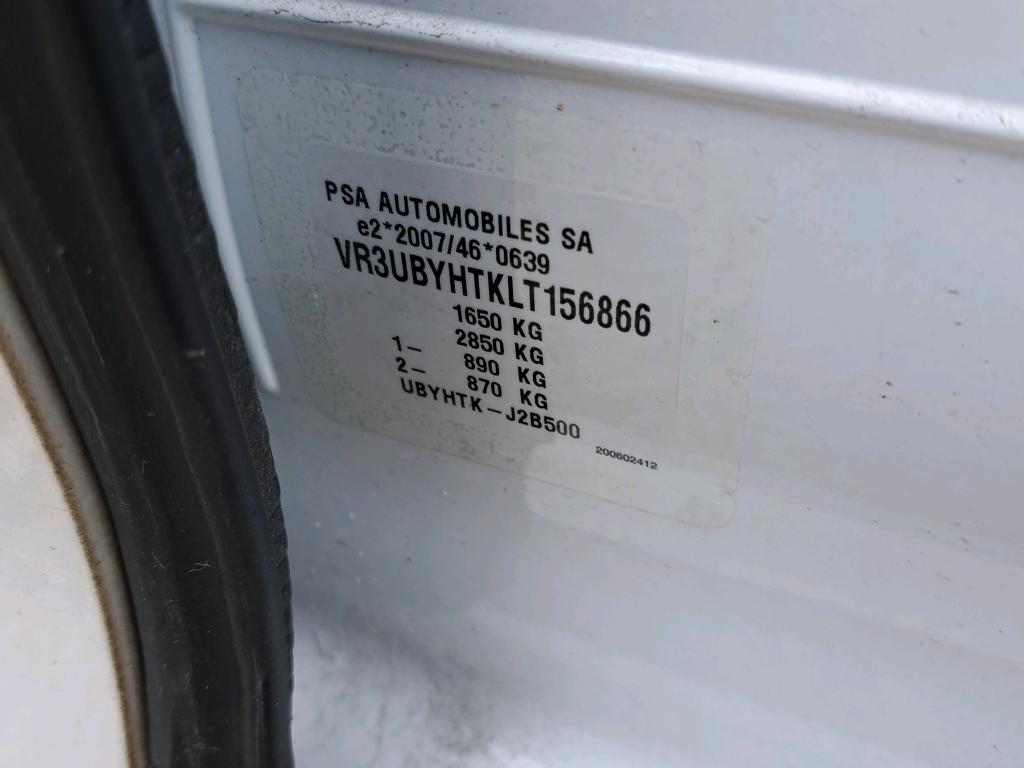 PSA AUTOMOBILES SA
e2*2007/46*0639
VR3UBYHTKLT156866
1650 KG
2850 KG
1- 890 KG
2- 870 KG
UBYHTK-J2B500
200602412